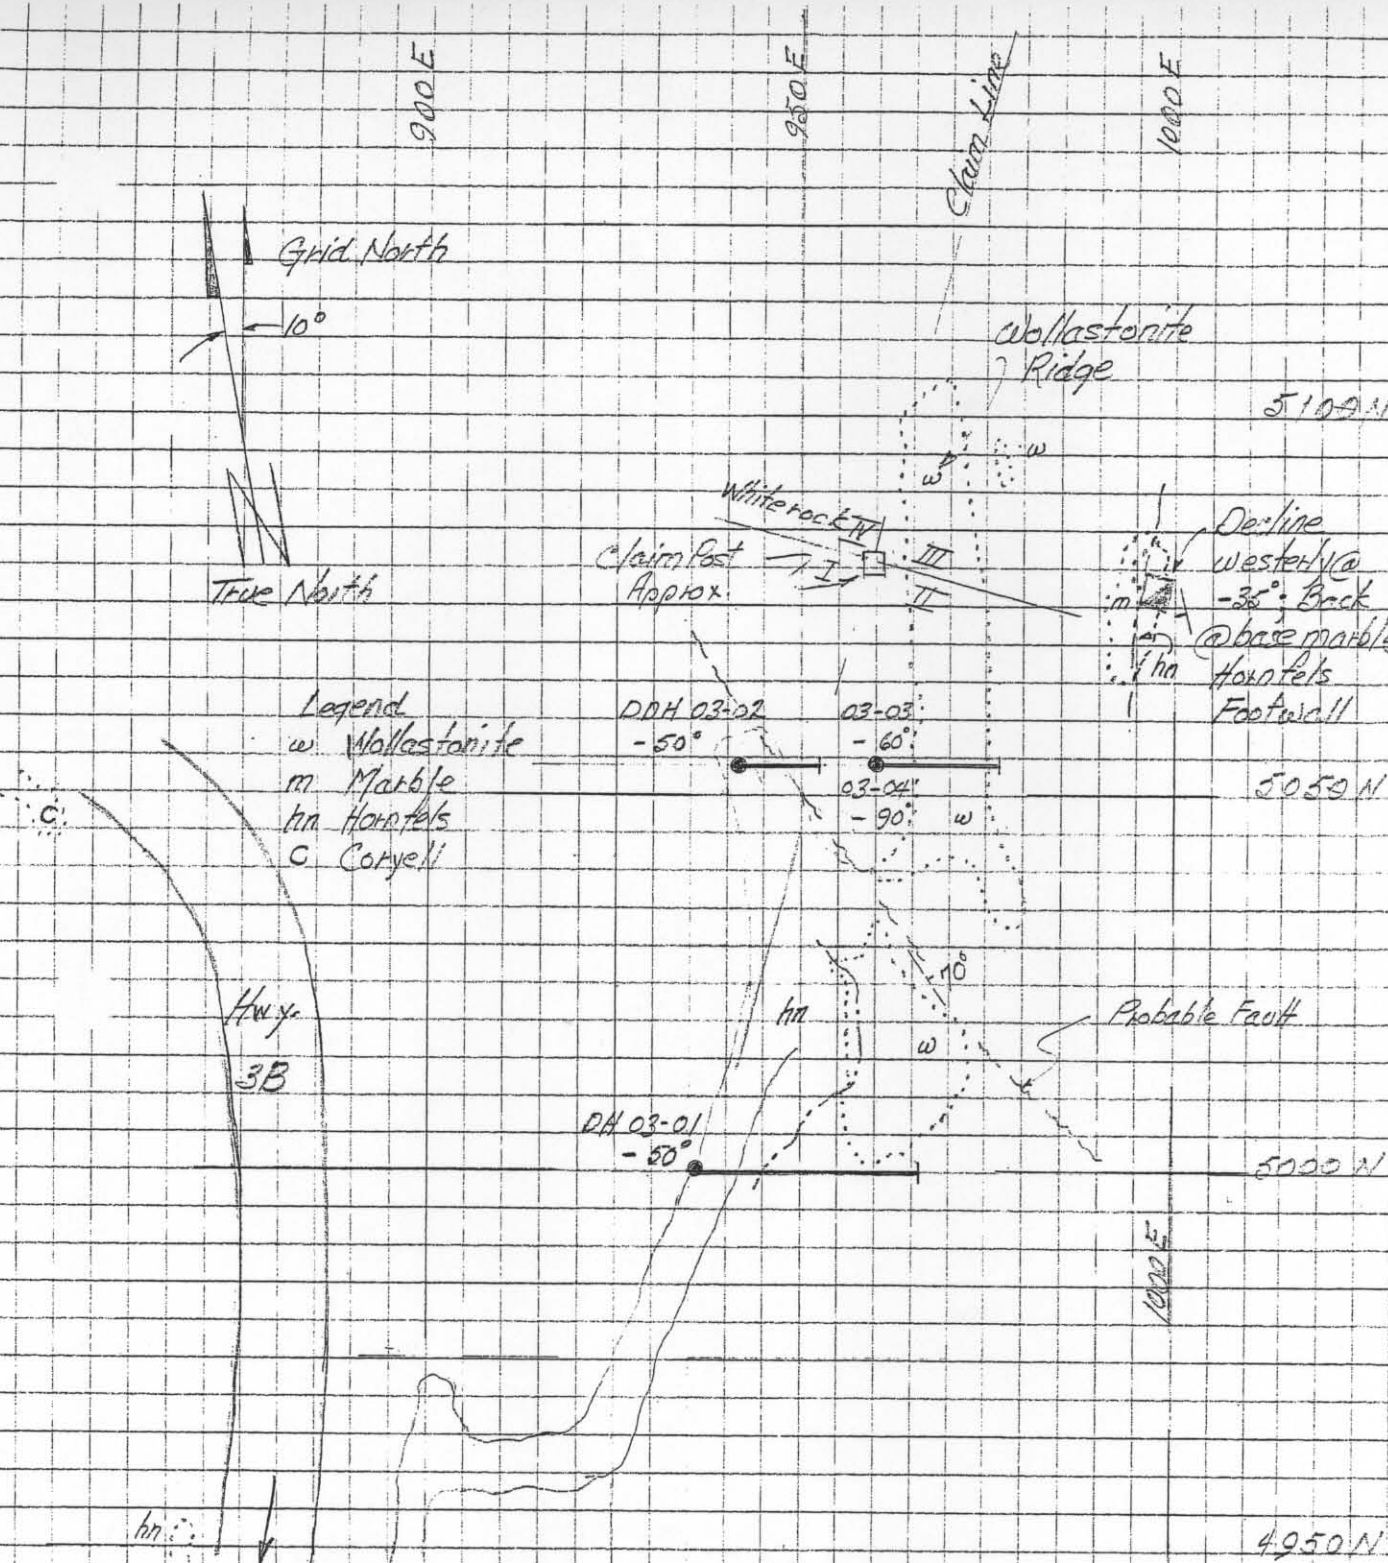 900E
950E
Claim Line
1000E
Grid North
10°
Wollastonite
Ridge
5100N
w
w
Whiterock IV
III
Claim Post
Approx.
I
II
True North
Decline
westerly @
-35°; Back
@ base marble
Hornfels
Footwall
m
hn
Legend
w Wollastonite
m Marble
hn Hornfels
C Coryell
DDH 03-02
-50°
03-03
-60°
03-04
-90°
w
5050N
C
Hwy.
3B
hn
70°
w
Probable Fault
DH 03-01
-50°
5000N
1000E
hn
4950N